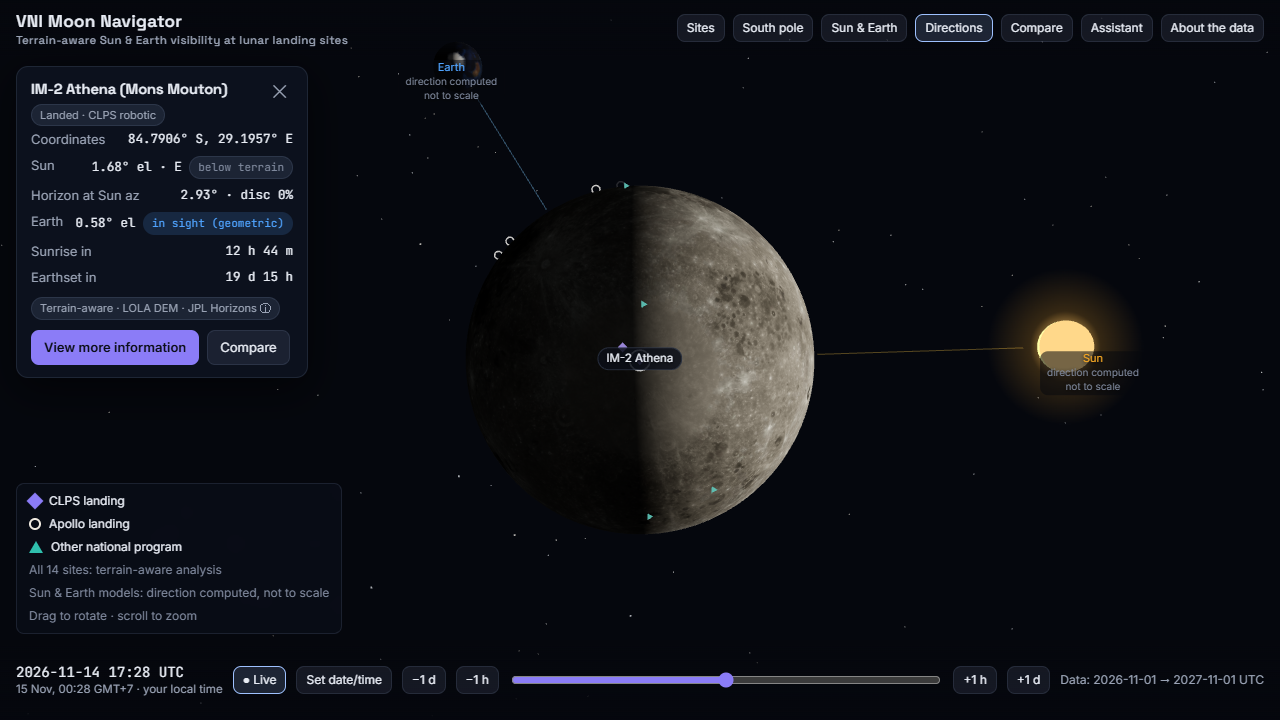 VNI Moon Navigator
Terrain-aware Sun & Earth visibility at lunar landing sites
Sites
South pole
Sun & Earth
Directions
Compare
Assistant
About the data
IM-2 Athena (Mons Mouton)
Landed · CLPS robotic
Coordinates 84.7906° S, 29.1957° E
Sun 1.68° el · E below terrain
Horizon at Sun az 2.93° · disc 0%
Earth 0.58° el in sight (geometric)
Sunrise in 12 h 44 m
Earthset in 19 d 15 h
Terrain-aware · LOLA DEM · JPL Horizons ⓘ
View more information
Compare
Earth
direction computed
not to scale
IM-2 Athena
Sun
direction computed
not to scale
CLPS landing
Apollo landing
Other national program
All 14 sites: terrain-aware analysis
Sun & Earth models: direction computed, not to scale
Drag to rotate · scroll to zoom
2026-11-14 17:28 UTC
15 Nov, 00:28 GMT+7 · your local time
● Live
Set date/time
−1 d
−1 h
+1 h
+1 d
Data: 2026-11-01 → 2027-11-01 UTC